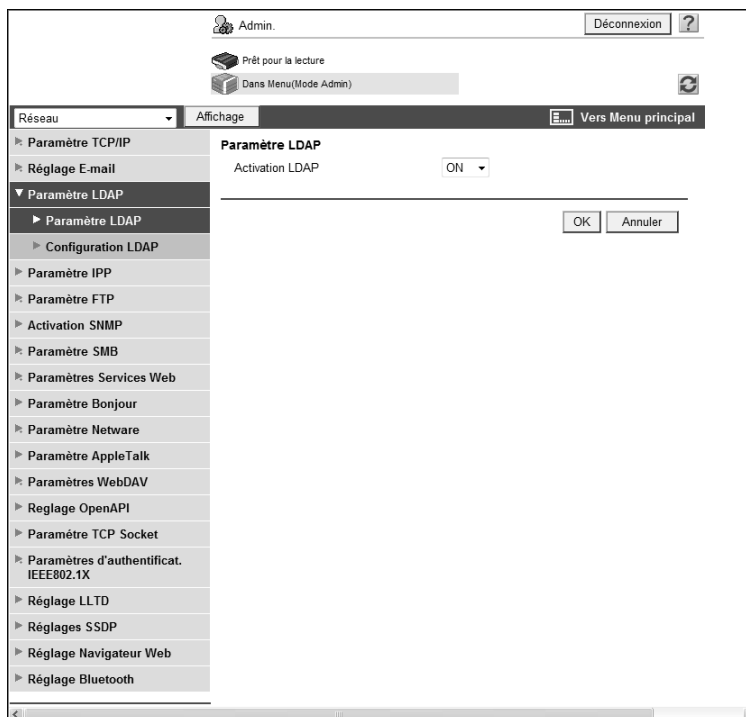 Admin.
Déconnexion
?
Prêt pour la lecture
Dans Menu(Mode Admin)
Réseau
Affichage
Vers Menu principal
Paramètre TCP/IP
Réglage E-mail
Paramètre LDAP
Paramètre LDAP
Configuration LDAP
Paramètre IPP
Paramètre FTP
Activation SNMP
Paramètre SMB
Paramètres Services Web
Paramètre Bonjour
Paramètre Netware
Paramètre AppleTalk
Paramètres WebDAV
Reglage OpenAPI
Paramétre TCP Socket
Paramètres d'authentificat.
IEEE802.1X
Réglage LLTD
Réglages SSDP
Réglage Navigateur Web
Réglage Bluetooth
Paramètre LDAP
Activation LDAP
ON
OK
Annuler